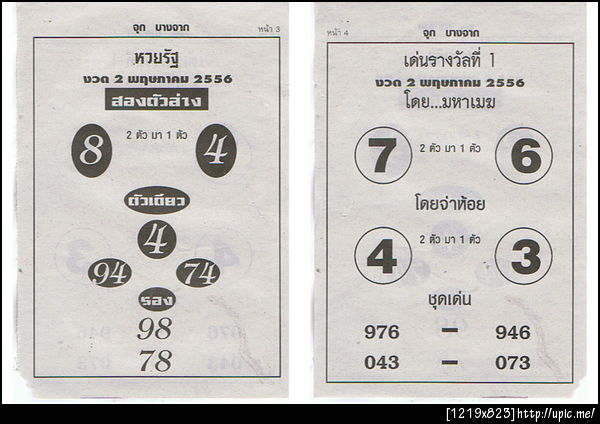 จุก บางจาก
หน้า 3
หวยรัฐ
งวด 2 พฤษภาคม 2556
สองตัวล่าง
8 2 ตัว มา 1 ตัว 4
ตัวเดียว
4
94 74
รอง
98
78
จุก บางจาก
หน้า 4
เด่นรางวัลที่ 1
งวด 2 พฤษภาคม 2556
โดย...มหาเมฆ
7 2 ตัว มา 1 ตัว 6
โดยจ่าห้อย
4 2 ตัว มา 1 ตัว 3
ชุดเด่น
976 - 946
043 - 073
[1219x823]http://upic.me/